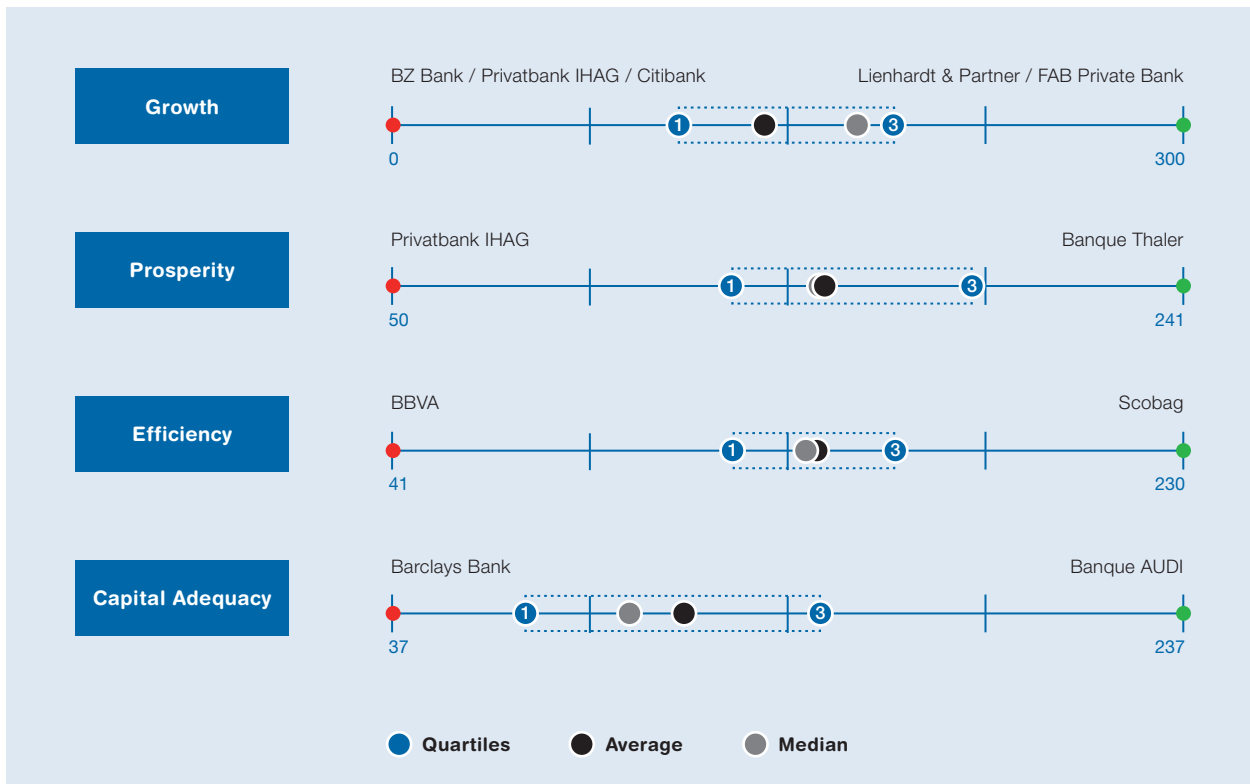 Growth
BZ Bank / Privatbank IHAG / Citibank
Lienhardt & Partner / FAB Private Bank
1
3
0
300
Prosperity
Privatbank IHAG
Banque Thaler
1
3
50
241
Efficiency
BBVA
Scobag
1
3
41
230
Capital Adequacy
Barclays Bank
Banque AUDI
1
3
37
237
Quartiles
Average
Median